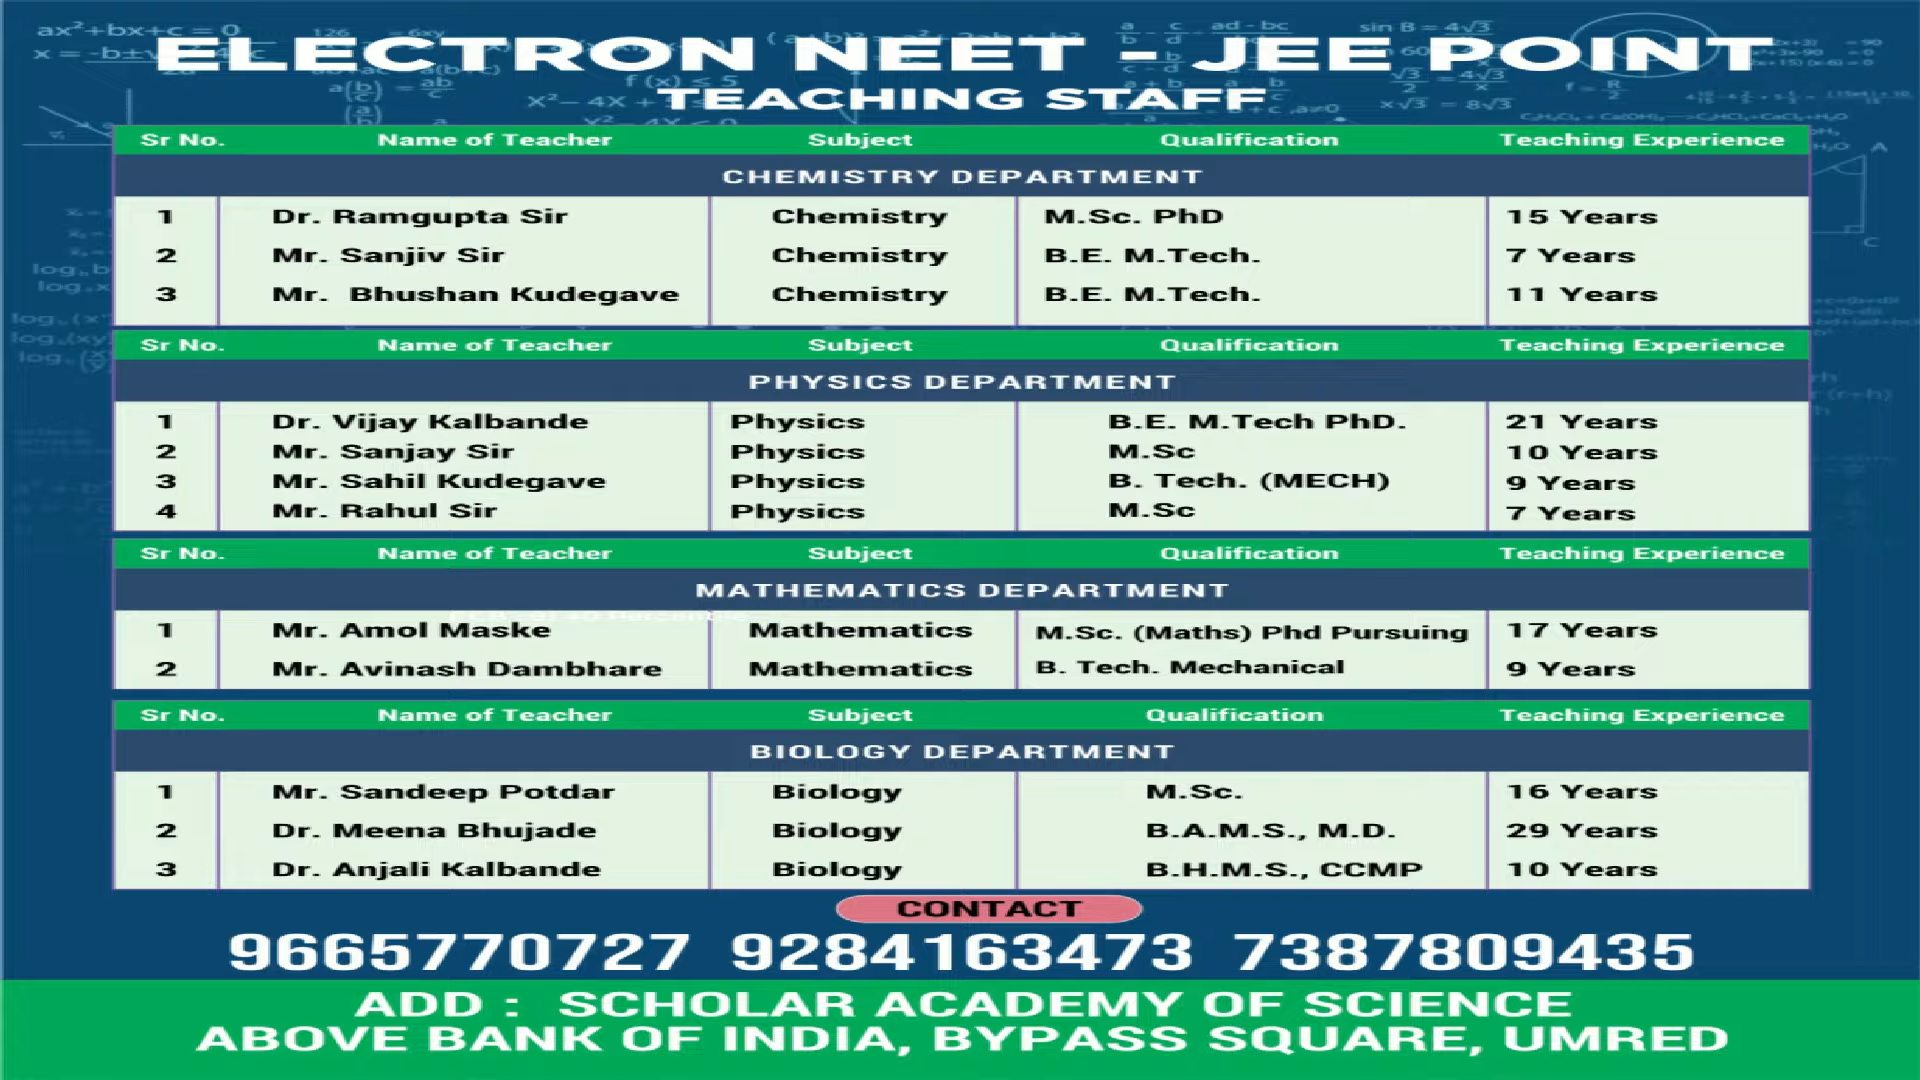 ELECTRON NEET - JEE POINT
TEACHING STAFF
Sr No. Name of Teacher Subject Qualification Teaching Experience
CHEMISTRY DEPARTMENT
1 Dr. Ramgupta Sir Chemistry M.Sc. PhD 15 Years
2 Mr. Sanjiv Sir Chemistry B.E. M.Tech. 7 Years
3 Mr. Bhushan Kudegave Chemistry B.E. M.Tech. 11 Years
Sr No. Name of Teacher Subject Qualification Teaching Experience
PHYSICS DEPARTMENT
1 Dr. Vijay Kalbande Physics B.E. M.Tech PhD. 21 Years
2 Mr. Sanjay Sir Physics M.Sc 10 Years
3 Mr. Sahil Kudegave Physics B. Tech. (MECH) 9 Years
4 Mr. Rahul Sir Physics M.Sc 7 Years
Sr No. Name of Teacher Subject Qualification Teaching Experience
MATHEMATICS DEPARTMENT
1 Mr. Amol Maske Mathematics M.Sc. (Maths) Phd Pursuing 17 Years
2 Mr. Avinash Dambhare Mathematics B. Tech. Mechanical 9 Years
Sr No. Name of Teacher Subject Qualification Teaching Experience
BIOLOGY DEPARTMENT
1 Mr. Sandeep Potdar Biology M.Sc. 16 Years
2 Dr. Meena Bhujade Biology B.A.M.S., M.D. 29 Years
3 Dr. Anjali Kalbande Biology B.H.M.S., CCMP 10 Years
CONTACT
9665770727 9284163473 7387809435
ADD : SCHOLAR ACADEMY OF SCIENCE
ABOVE BANK OF INDIA, BYPASS SQUARE, UMRED